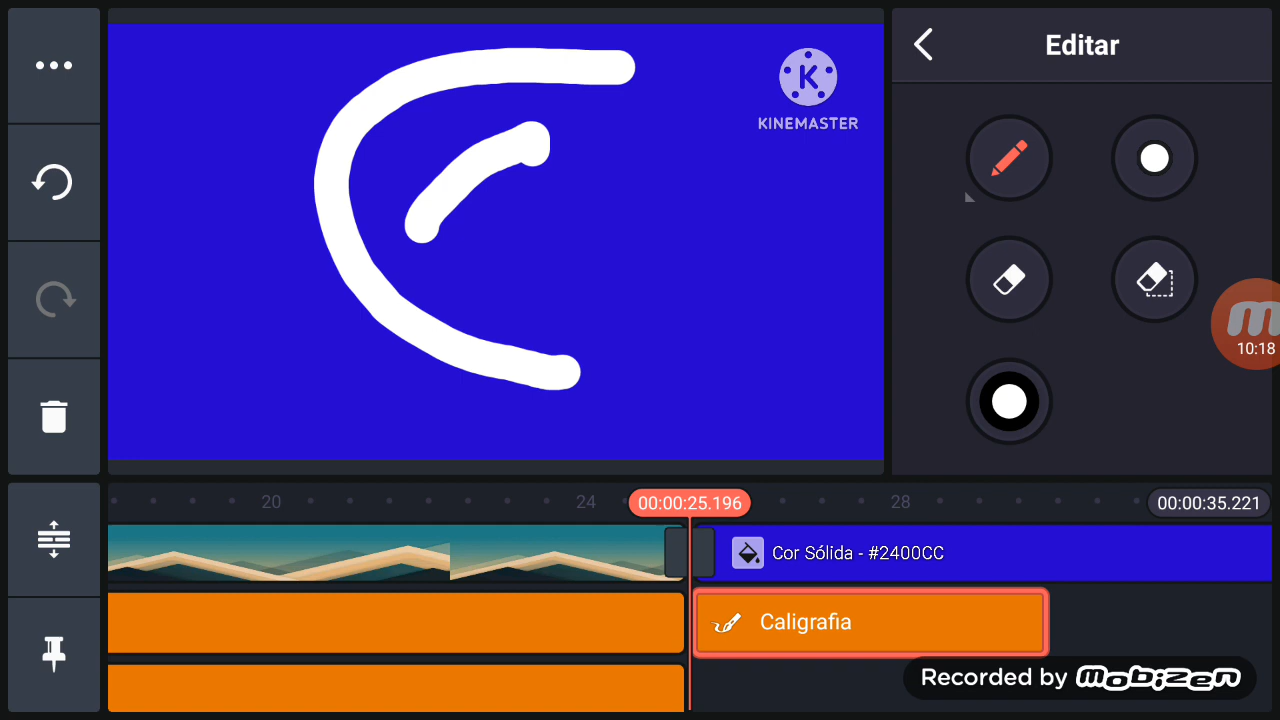 Editar
K
KINEMASTER
10:18
20
24
00:00:25.196
28
00:00:35.221
Cor Sólida - #2400CC
Caligrafia
Recorded by mobizen